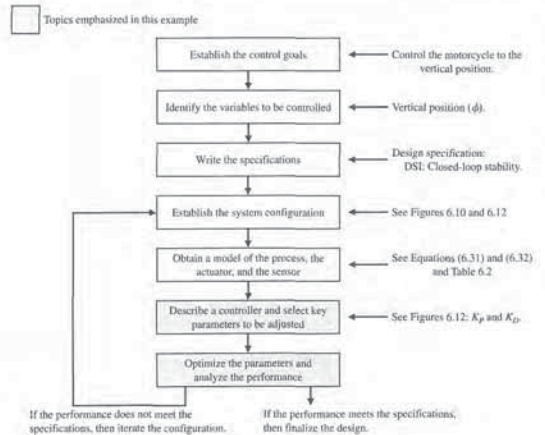 Topics emphasized in this example
Establish the control goals
Control the motorcycle to the
vertical position.
Identify the variables to be controlled
Vertical position (ϕ).
Write the specifications
Design specification:
DSI: Closed-loop stability.
Establish the system configuration
See Figures 6.10 and 6.12
Obtain a model of the process, the
actuator, and the sensor
See Equations (6.31) and (6.32)
and Table 6.2
Describe a controller and select key
parameters to be adjusted
See Figures 6.12: K_P and K_D.
Optimize the parameters and
analyze the performance
If the performance does not meet the
specifications, then iterate the configuration.
If the performance meets the specifications,
then finalize the design.